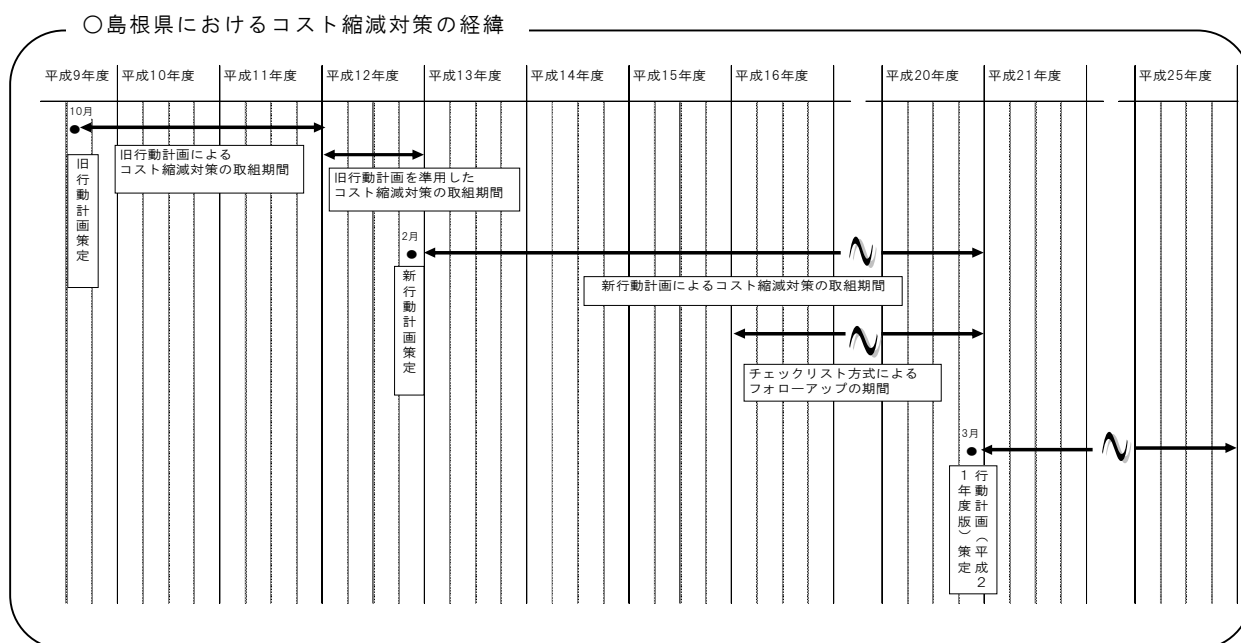 ○島根県におけるコスト縮減対策の経緯
平成9年度 平成10年度 平成11年度 平成12年度 平成13年度 平成14年度 平成15年度 平成16年度 平成20年度 平成21年度 平成25年度
10月
旧行動計画策定
旧行動計画による
コスト縮減対策の取組期間
旧行動計画を準用した
コスト縮減対策の取組期間
2月
新行動計画策定
新行動計画によるコスト縮減対策の取組期間
チェックリスト方式による
フォローアップの期間
3月
行動計画（平成2
1年度版）策定